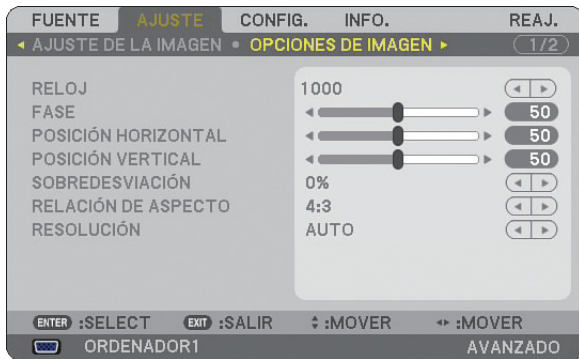 FUENTE AJUSTE CONFIG. INFO. REAJ.
AJUSTE DE LA IMAGEN • OPCIONES DE IMAGEN 1/2
RELOJ 1000
FASE 50
POSICIÓN HORIZONTAL 50
POSICIÓN VERTICAL 50
SOBREDESVIACIÓN 0%
RELACIÓN DE ASPECTO 4:3
RESOLUCIÓN AUTO
ENTER :SELECT EXIT :SALIR :MOVER :MOVER
ORDENADOR1 AVANZADO